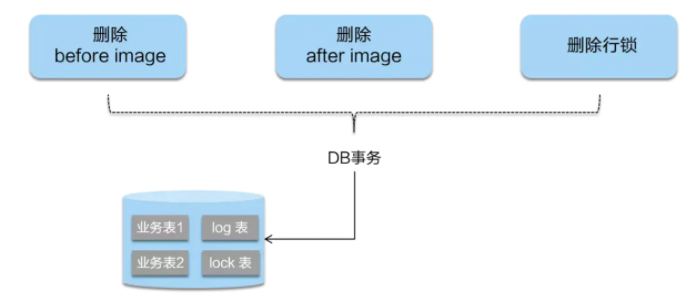 删除
before image
删除
after image
删除行锁
DB事务
业务表1
log 表
业务表2
lock 表